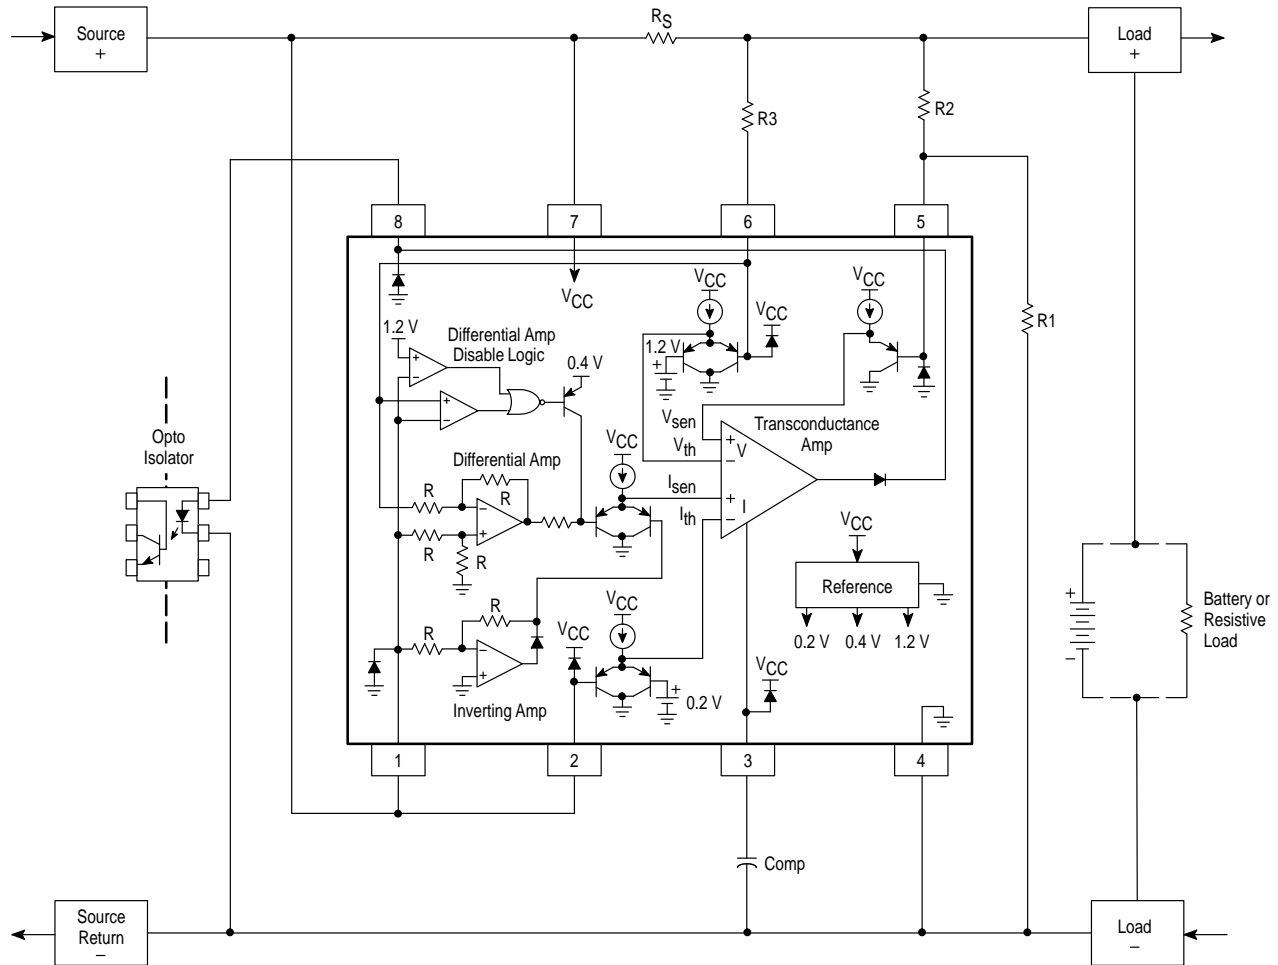 Source
+
R_S
Load
+
R3
R2
8
7
6
5
V_CC
V_CC
V_CC
V_CC
1.2 V
Differential Amp
Disable Logic
0.4 V
1.2 V
+
R1
+
−
+
−
V_sen
V_th
Transconductance
Amp
+
V
−
Opto
Isolator
Differential Amp
V_CC
I_sen
I_th
+
I
−
R
R
−
+
R
R
V_CC
Reference
0.2 V
0.4 V
1.2 V
+
−
Battery or
Resistive
Load
R
R
−
+
V_CC
V_CC
V_CC
+
0.2 V
Inverting Amp
1
2
3
4
Comp
Source
Return
−
Load
−